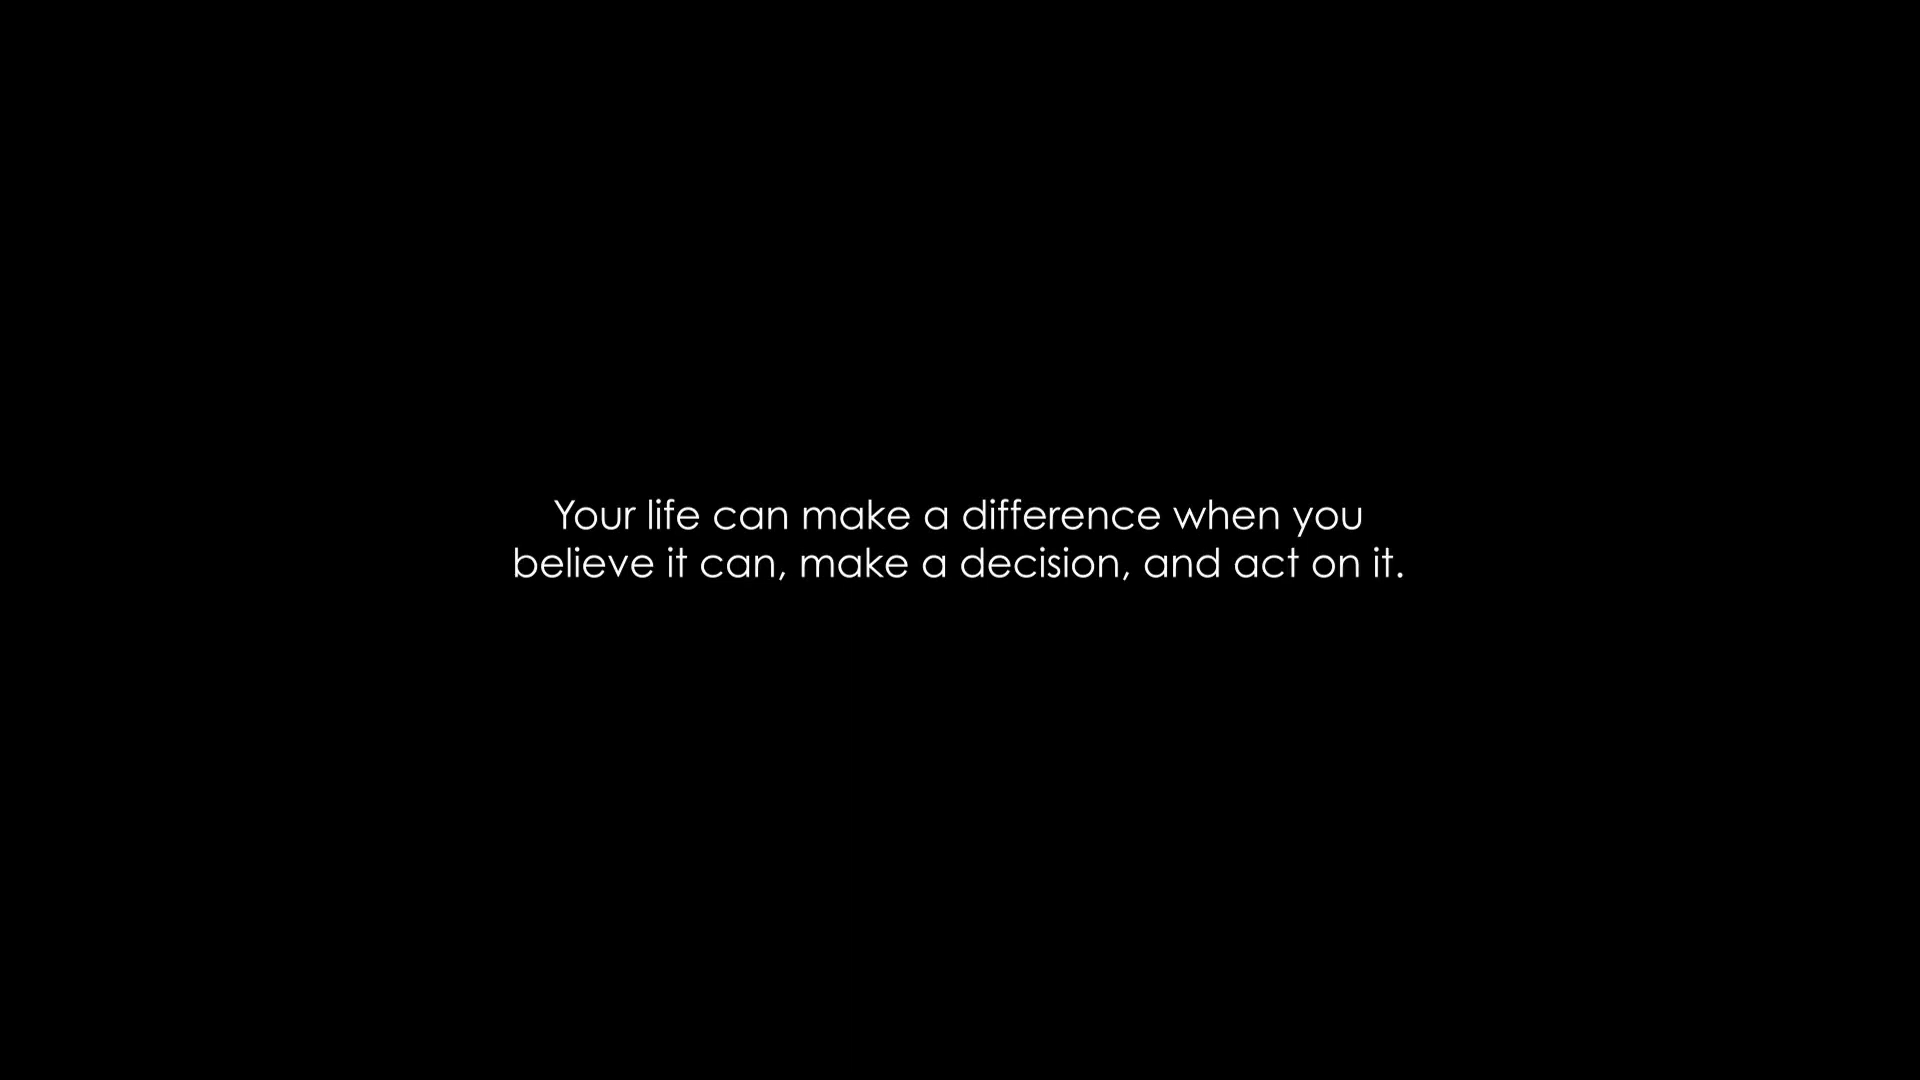 Your life can make a difference when you
believe it can, make a decision, and act on it.